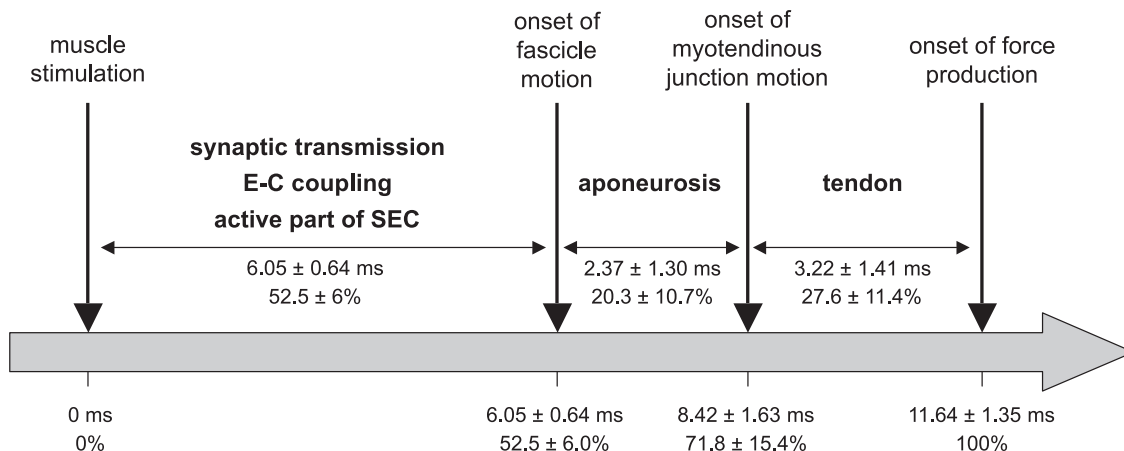 muscle
stimulation
onset of
fascicle
motion
onset of
myotendinous
junction motion
onset of force
production
synaptic transmission
E-C coupling
active part of SEC
aponeurosis
tendon
6.05 ± 0.64 ms
52.5 ± 6%
2.37 ± 1.30 ms
20.3 ± 10.7%
3.22 ± 1.41 ms
27.6 ± 11.4%
0 ms
0%
6.05 ± 0.64 ms
52.5 ± 6.0%
8.42 ± 1.63 ms
71.8 ± 15.4%
11.64 ± 1.35 ms
100%